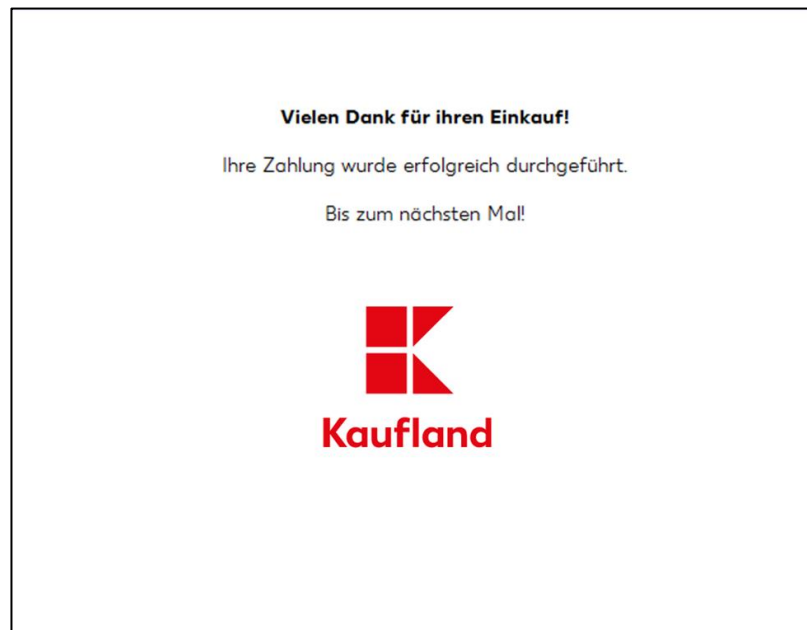 Vielen Dank für ihren Einkauf!
Ihre Zahlung wurde erfolgreich durchgeführt.
Bis zum nächsten Mal!
Kaufland